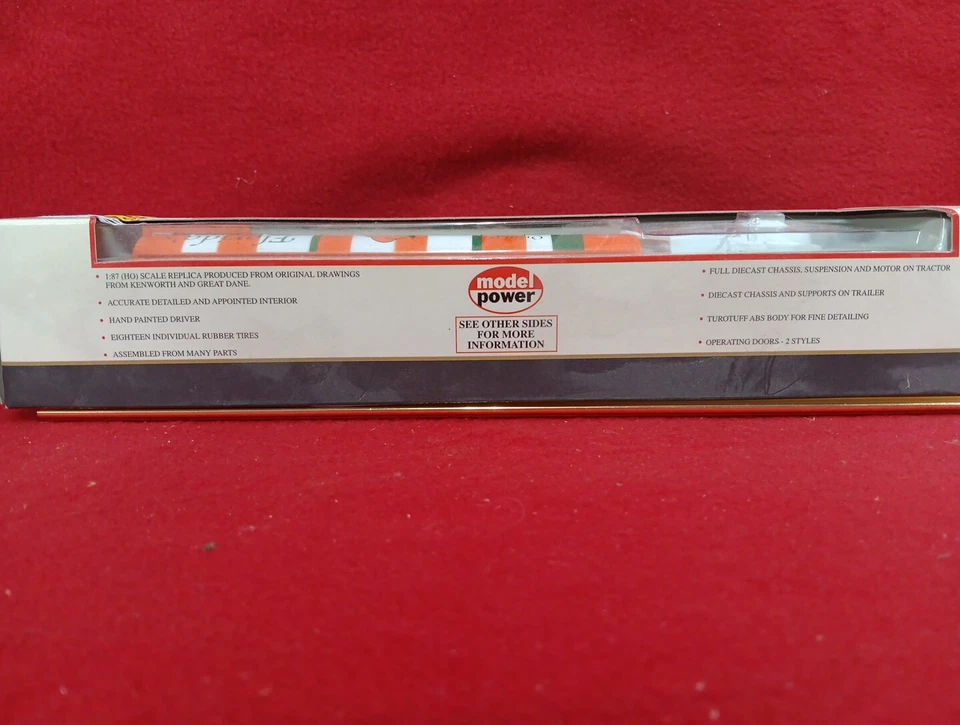 • 1:87 (HO) SCALE REPLICA PRODUCED FROM ORIGINAL DRAWINGS
FROM KENWORTH AND GREAT DANE.
• ACCURATE DETAILED AND APPOINTED INTERIOR
• HAND PAINTED DRIVER
• EIGHTEEN INDIVIDUAL RUBBER TIRES
• ASSEMBLED FROM MANY PARTS
model
power
SEE OTHER SIDES
FOR MORE
INFORMATION
• FULL DIECAST CHASSIS, SUSPENSION AND MOTOR ON TRACTOR
• DIECAST CHASSIS AND SUPPORTS ON TRAILER
• TUROTUFF ABS BODY FOR FINE DETAILING
• OPERATING DOORS - 2 STYLES